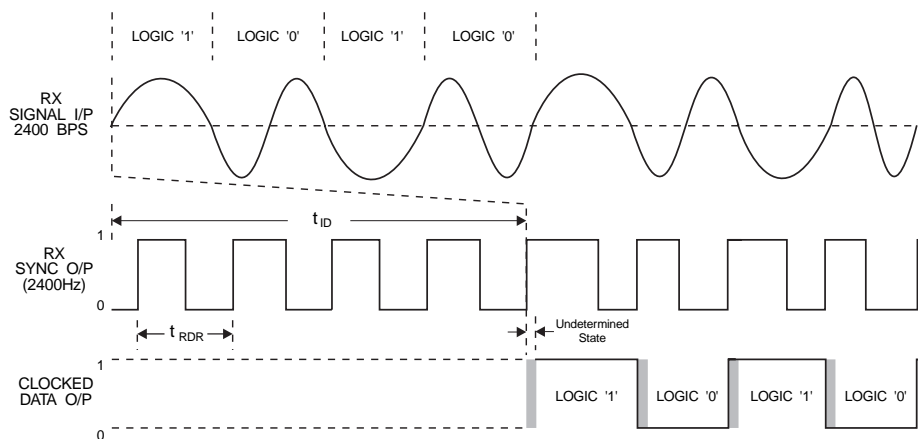 LOGIC '1' LOGIC '0' LOGIC '1' LOGIC '0'
RX
SIGNAL I/P
2400 BPS
t ID
1
RX
SYNC O/P
(2400Hz)
0
t RDR
Undetermined
State
1
CLOCKED
DATA O/P
LOGIC '1' LOGIC '0' LOGIC '1' LOGIC '0'
0